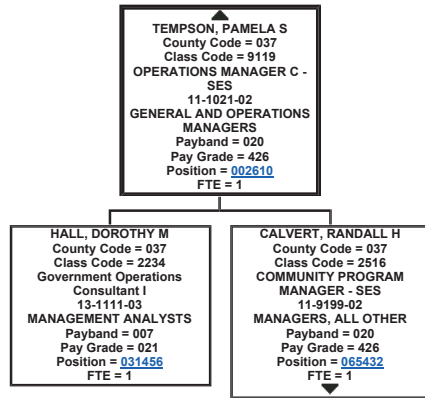 TEMPSON, PAMELA S
County Code = 037
Class Code = 9119
OPERATIONS MANAGER C -
SES
11-1021-02
GENERAL AND OPERATIONS
MANAGERS
Payband = 020
Pay Grade = 426
Position = 002610
FTE = 1
HALL, DOROTHY M
County Code = 037
Class Code = 2234
Government Operations
Consultant I
13-1111-03
MANAGEMENT ANALYSTS
Payband = 007
Pay Grade = 021
Position = 031456
FTE = 1
CALVERT, RANDALL H
County Code = 037
Class Code = 2516
COMMUNITY PROGRAM
MANAGER - SES
11-9199-02
MANAGERS, ALL OTHER
Payband = 020
Pay Grade = 426
Position = 065432
FTE = 1